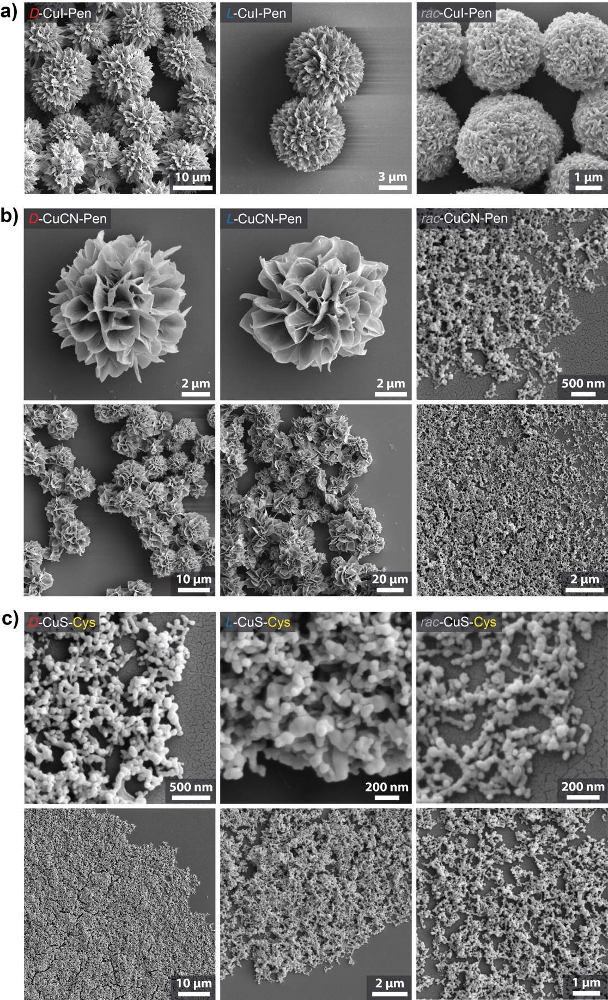 a)
D-CuI-Pen
L-CuI-Pen
rac-CuI-Pen
10 µm
3 µm
1 µm
b)
D-CuCN-Pen
L-CuCN-Pen
rac-CuCN-Pen
2 µm
2 µm
500 nm
10 µm
20 µm
2 µm
c)
D-CuS-Cys
L-CuS-Cys
rac-CuS-Cys
500 nm
200 nm
200 nm
10 µm
2 µm
1 µm